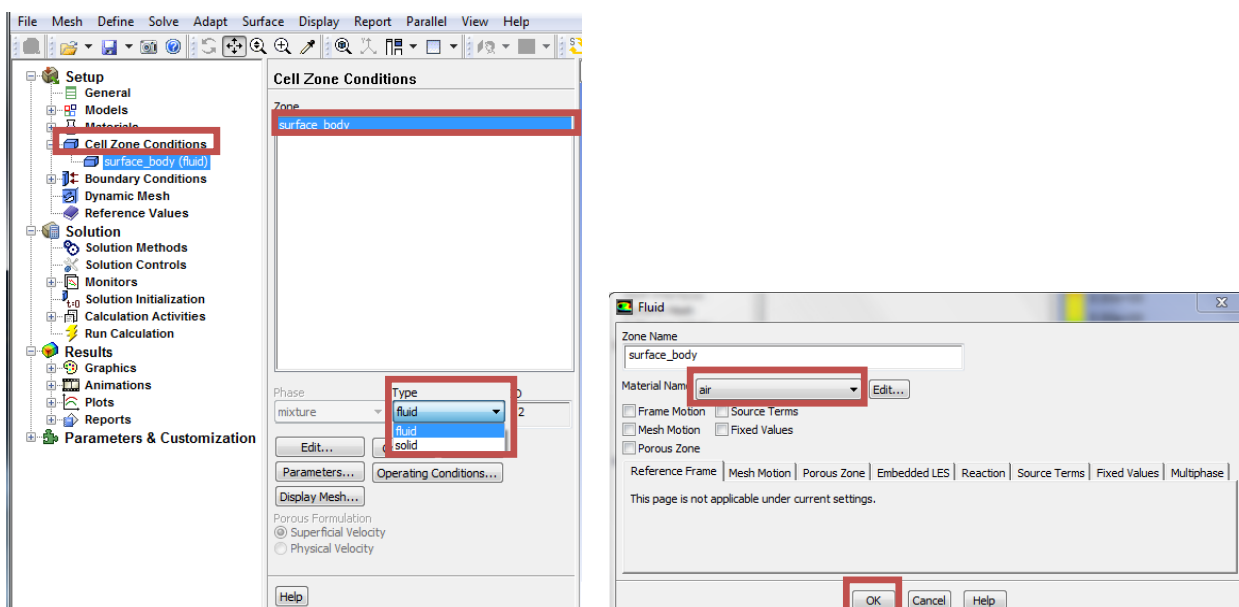 File Mesh Define Solve Adapt Surface Display Report Parallel View Help
Setup
General
Models
Materials
Cell Zone Conditions
surface_body (fluid)
Boundary Conditions
Dynamic Mesh
Reference Values
Solution
Solution Methods
Solution Controls
Monitors
Solution Initialization
Calculation Activities
Run Calculation
Results
Graphics
Animations
Plots
Reports
Parameters & Customization
Cell Zone Conditions
Zone
surface_body
Phase Type
mixture fluid 2
fluid
solid
Edit...
Parameters... Operating Conditions...
Display Mesh...
Porous Formulation
Superficial Velocity
Physical Velocity
Help
Fluid
Zone Name
surface_body
Material Name air Edit...
Frame Motion Source Terms
Mesh Motion Fixed Values
Porous Zone
Reference Frame Mesh Motion Porous Zone Embedded LES Reaction Source Terms Fixed Values Multiphase
This page is not applicable under current settings.
OK Cancel Help